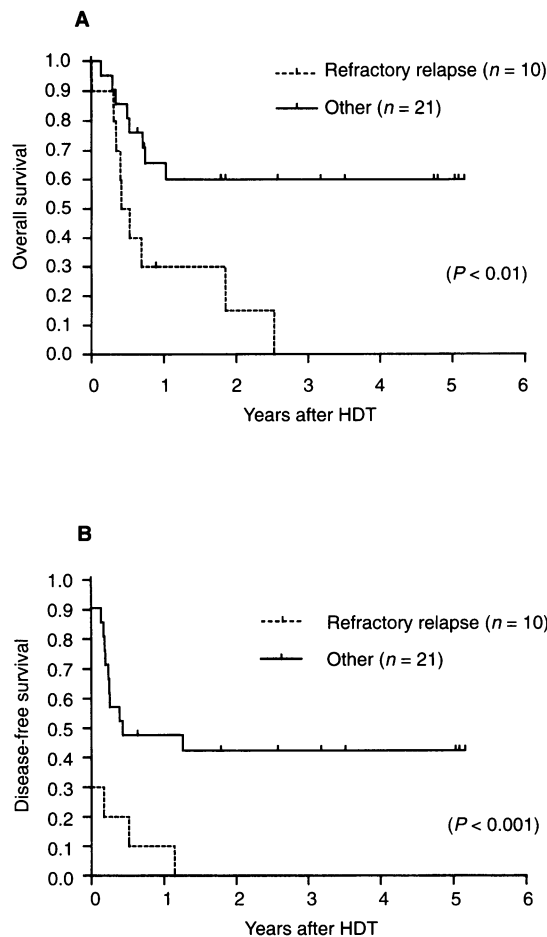 A
1.0
0.9
0.8
0.7
0.6
0.5
0.4
0.3
0.2
0.1
0.0
Overall survival
Refractory relapse (n = 10)
Other (n = 21)
(P < 0.01)
0 1 2 3 4 5 6
Years after HDT
B
1.0
0.9
0.8
0.7
0.6
0.5
0.4
0.3
0.2
0.1
0.0
Disease-free survival
Refractory relapse (n = 10)
Other (n = 21)
(P < 0.001)
0 1 2 3 4 5 6
Years after HDT